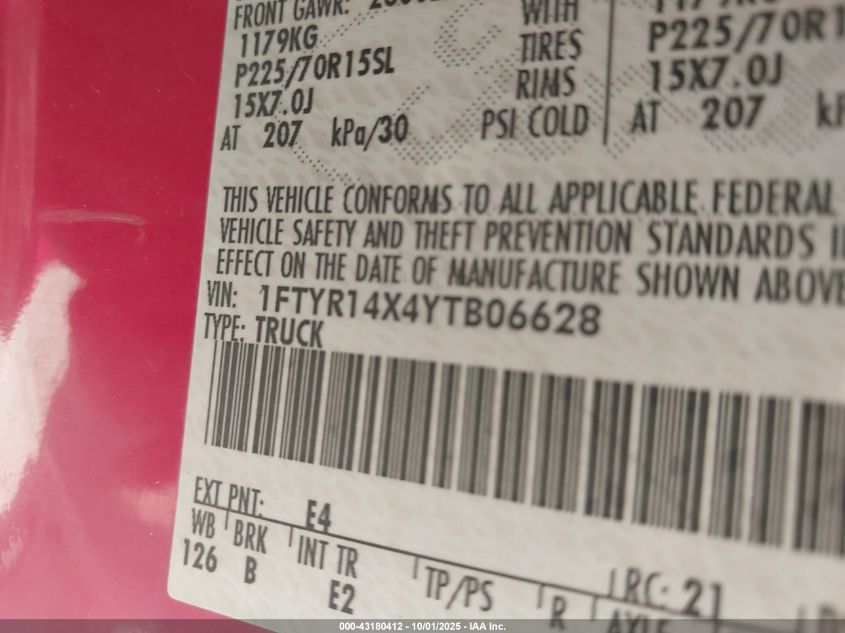 FRONT GAWR:
1179KG WITH
P225/70R15SL TIRES P225/70R1
15X7.0J RIMS 15X7.0J
AT 207 kPa/30 PSI COLD AT 207 kP
THIS VEHICLE CONFORMS TO ALL APPLICABLE FEDERAL
VEHICLE SAFETY AND THEFT PREVENTION STANDARDS I
EFFECT ON THE DATE OF MANUFACTURE SHOWN ABOVE
VIN: 1FTYR14X4YTB06628
TYPE: TRUCK
EXT PNT: E4 RC: 21
WB BRK INT TR TP/PS R AXLE
126 B E2
000-43180412 - 10/01/2025 - IAA Inc.